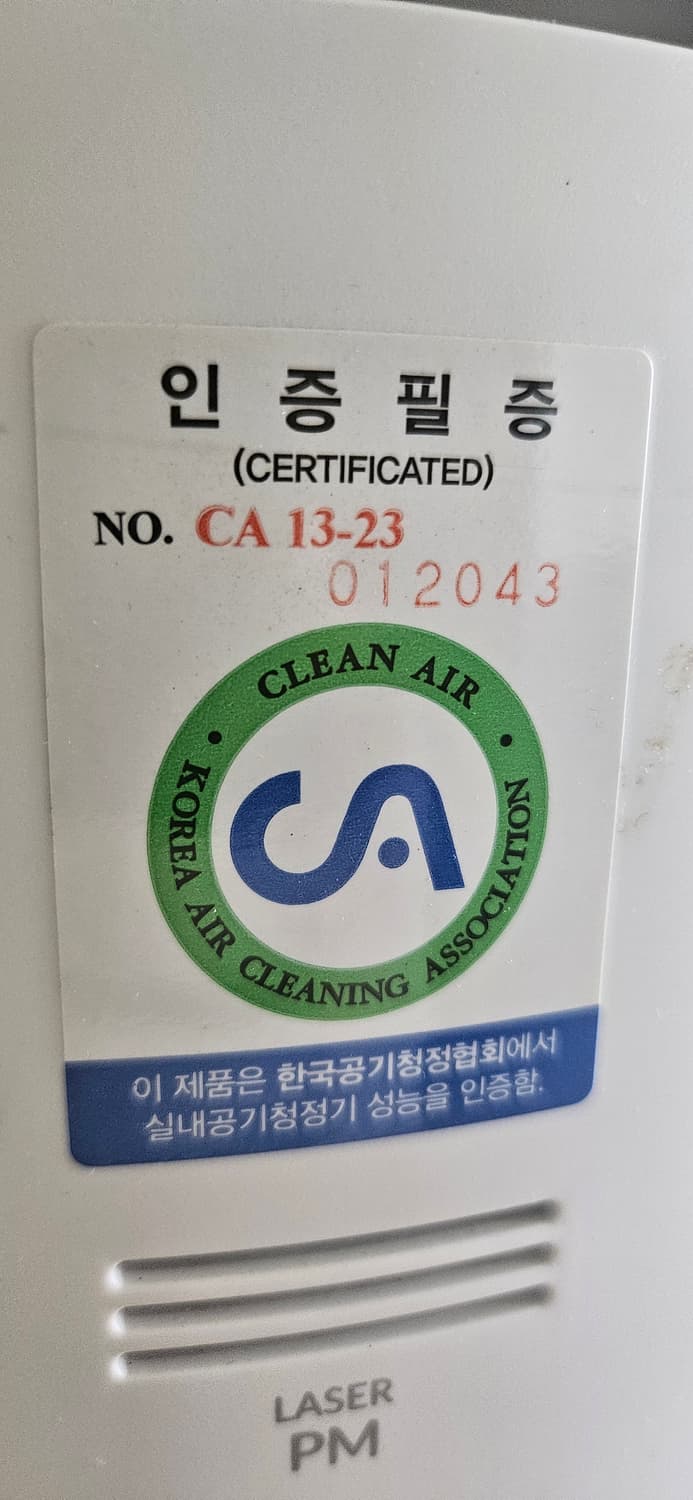 인증필증
(CERTIFICATED)
NO. CA 13-23
012043
CLEAN AIR
• KOREA AIR CLEANING ASSOCIATION •
CA
이 제품은 한국공기청정협회에서
실내공기청정기 성능을 인증함.
LASER
PM